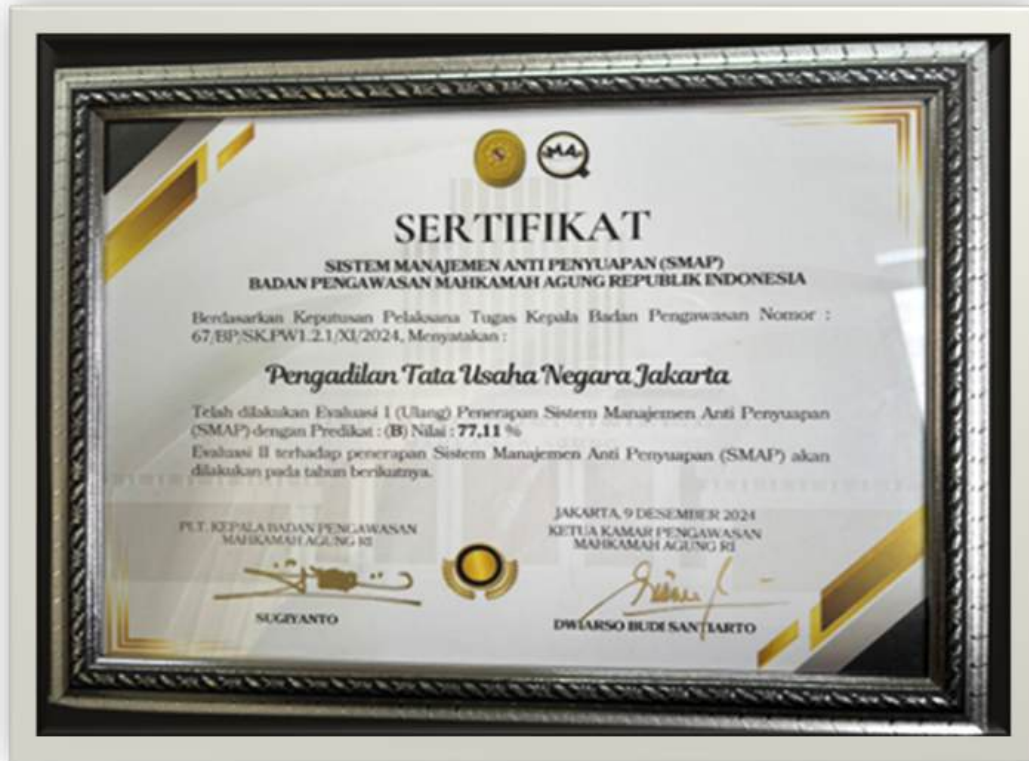 MA
SERTIFIKAT
SISTEM MANAJEMEN ANTI PENYUAPAN (SMAP)
BADAN PENGAWASAN MAHKAMAH AGUNG REPUBLIK INDONESIA
Berdasarkan Keputusan Pelaksana Tugas Kepala Badan Pengawasan Nomor :
67/BP/SK.PW1.2.1/XI/2024, Menyatakan :
Pengadilan Tata Usaha Negara Jakarta
Telah dilakukan Evaluasi I (Ulang) Penerapan Sistem Manajemen Anti Penyuapan
(SMAP) dengan Predikat : (B) Nilai : 77,11 %
Evaluasi II terhadap penerapan Sistem Manajemen Anti Penyuapan (SMAP) akan
dilakukan pada tahun berikutnya.
PLT. KEPALA BADAN PENGAWASAN
MAHKAMAH AGUNG RI
SUGIYANTO
JAKARTA, 9 DESEMBER 2024
KETUA KAMAR PENGAWASAN
MAHKAMAH AGUNG RI
DWIARSO BUDI SANTIARTO